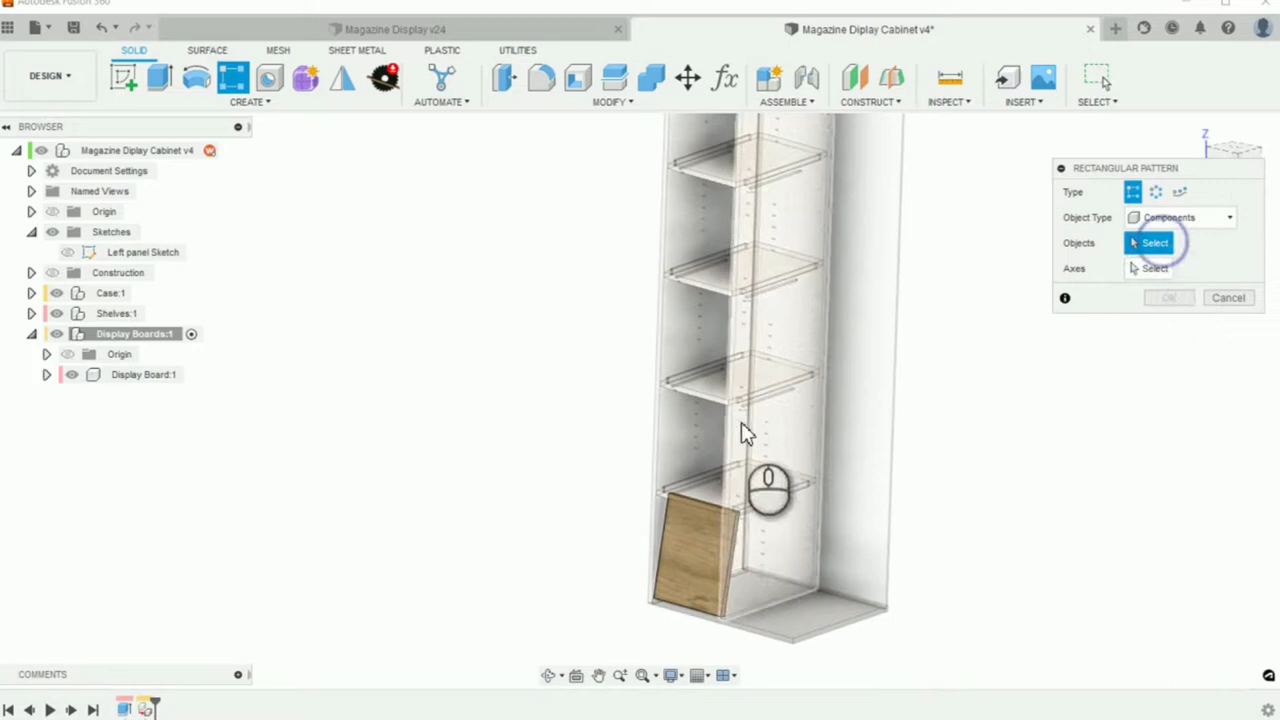 Autodesk Fusion 360
Magazine Display v24
Magazine Diplay Cabinet v4*
SOLID SURFACE MESH SHEET METAL PLASTIC UTILITIES
DESIGN
CREATE AUTOMATE MODIFY ASSEMBLE CONSTRUCT INSPECT INSERT SELECT
BROWSER
Magazine Diplay Cabinet v4
Document Settings
Named Views
Origin
Sketches
Left panel Sketch
Construction
Case:1
Shelves:1
Display Boards:1
Origin
Display Board:1
Z
RECTANGULAR PATTERN
Type
Object Type Components
Objects Select
Axes Select
OK Cancel
COMMENTS